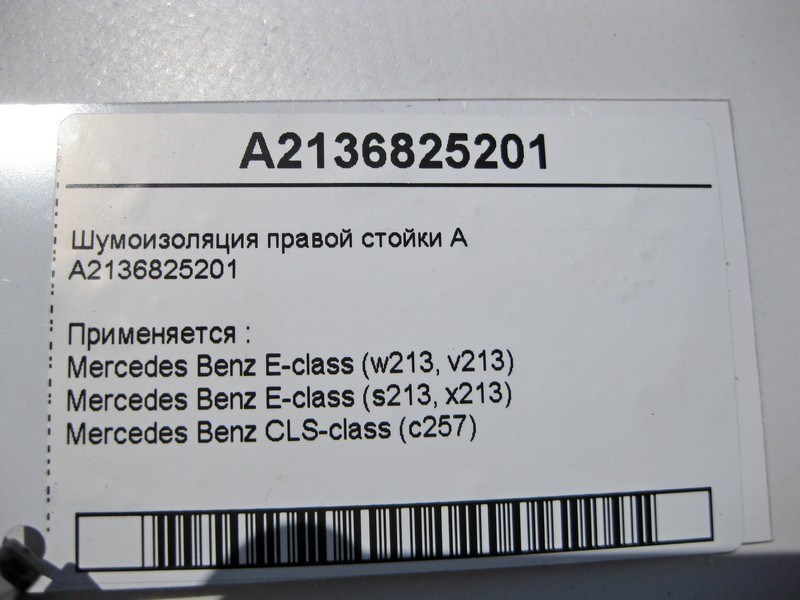 A2136825201
Шумоизоляция правой стойки А
A2136825201
Применяется :
Mercedes Benz E-class (w213, v213)
Mercedes Benz E-class (s213, x213)
Mercedes Benz CLS-class (c257)